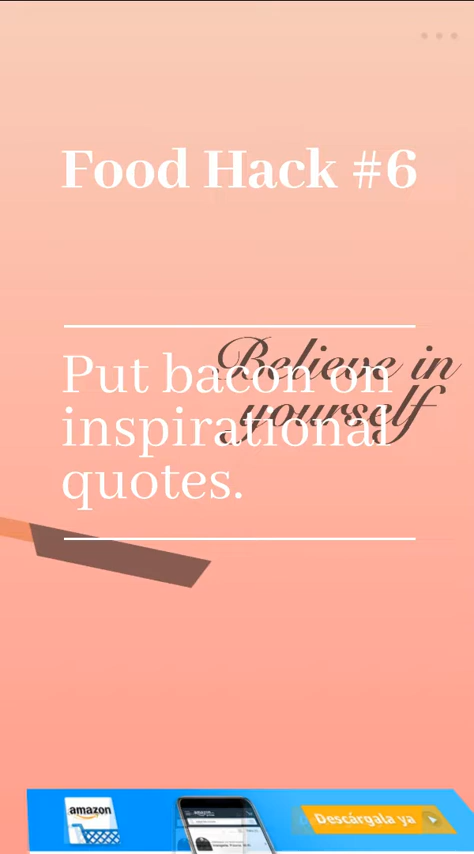 Food Hack #6
Believe in
yourself
Put bacon on
inspirational
quotes.
amazon
Descárgala ya